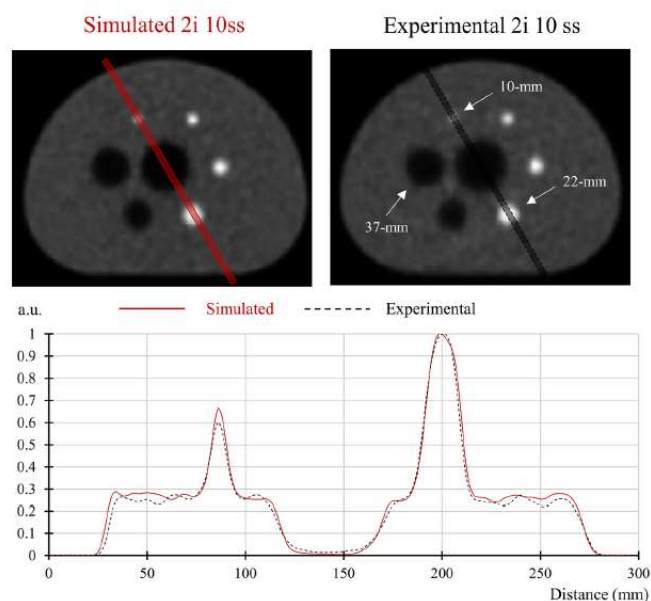 Simulated 2i 10ss
Experimental 2i 10 ss
10-mm
22-mm
37-mm
a.u.
Simulated
Experimental
1
0.9
0.8
0.7
0.6
0.5
0.4
0.3
0.2
0.1
0
0 50 100 150 200 250 300
Distance (mm)